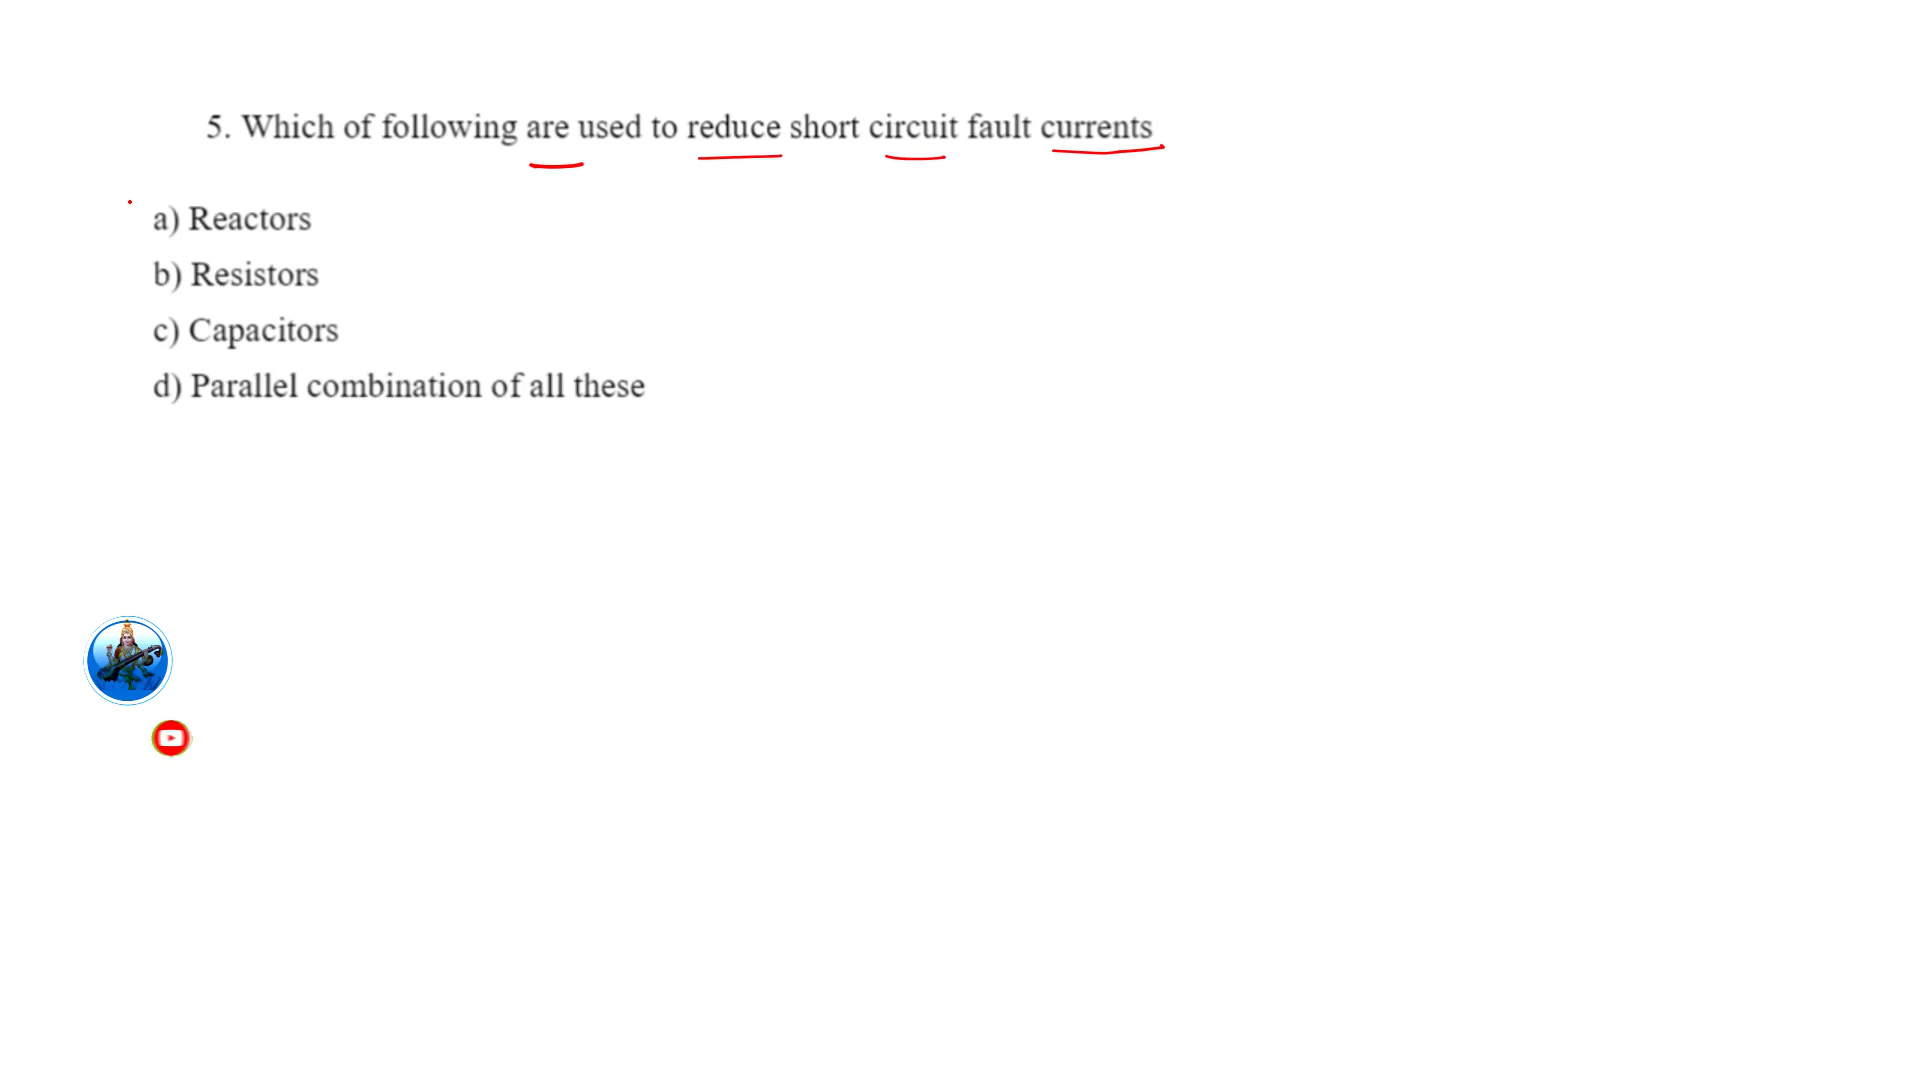 5. Which of following are used to reduce short circuit fault currents
a) Reactors
b) Resistors
c) Capacitors
d) Parallel combination of all these